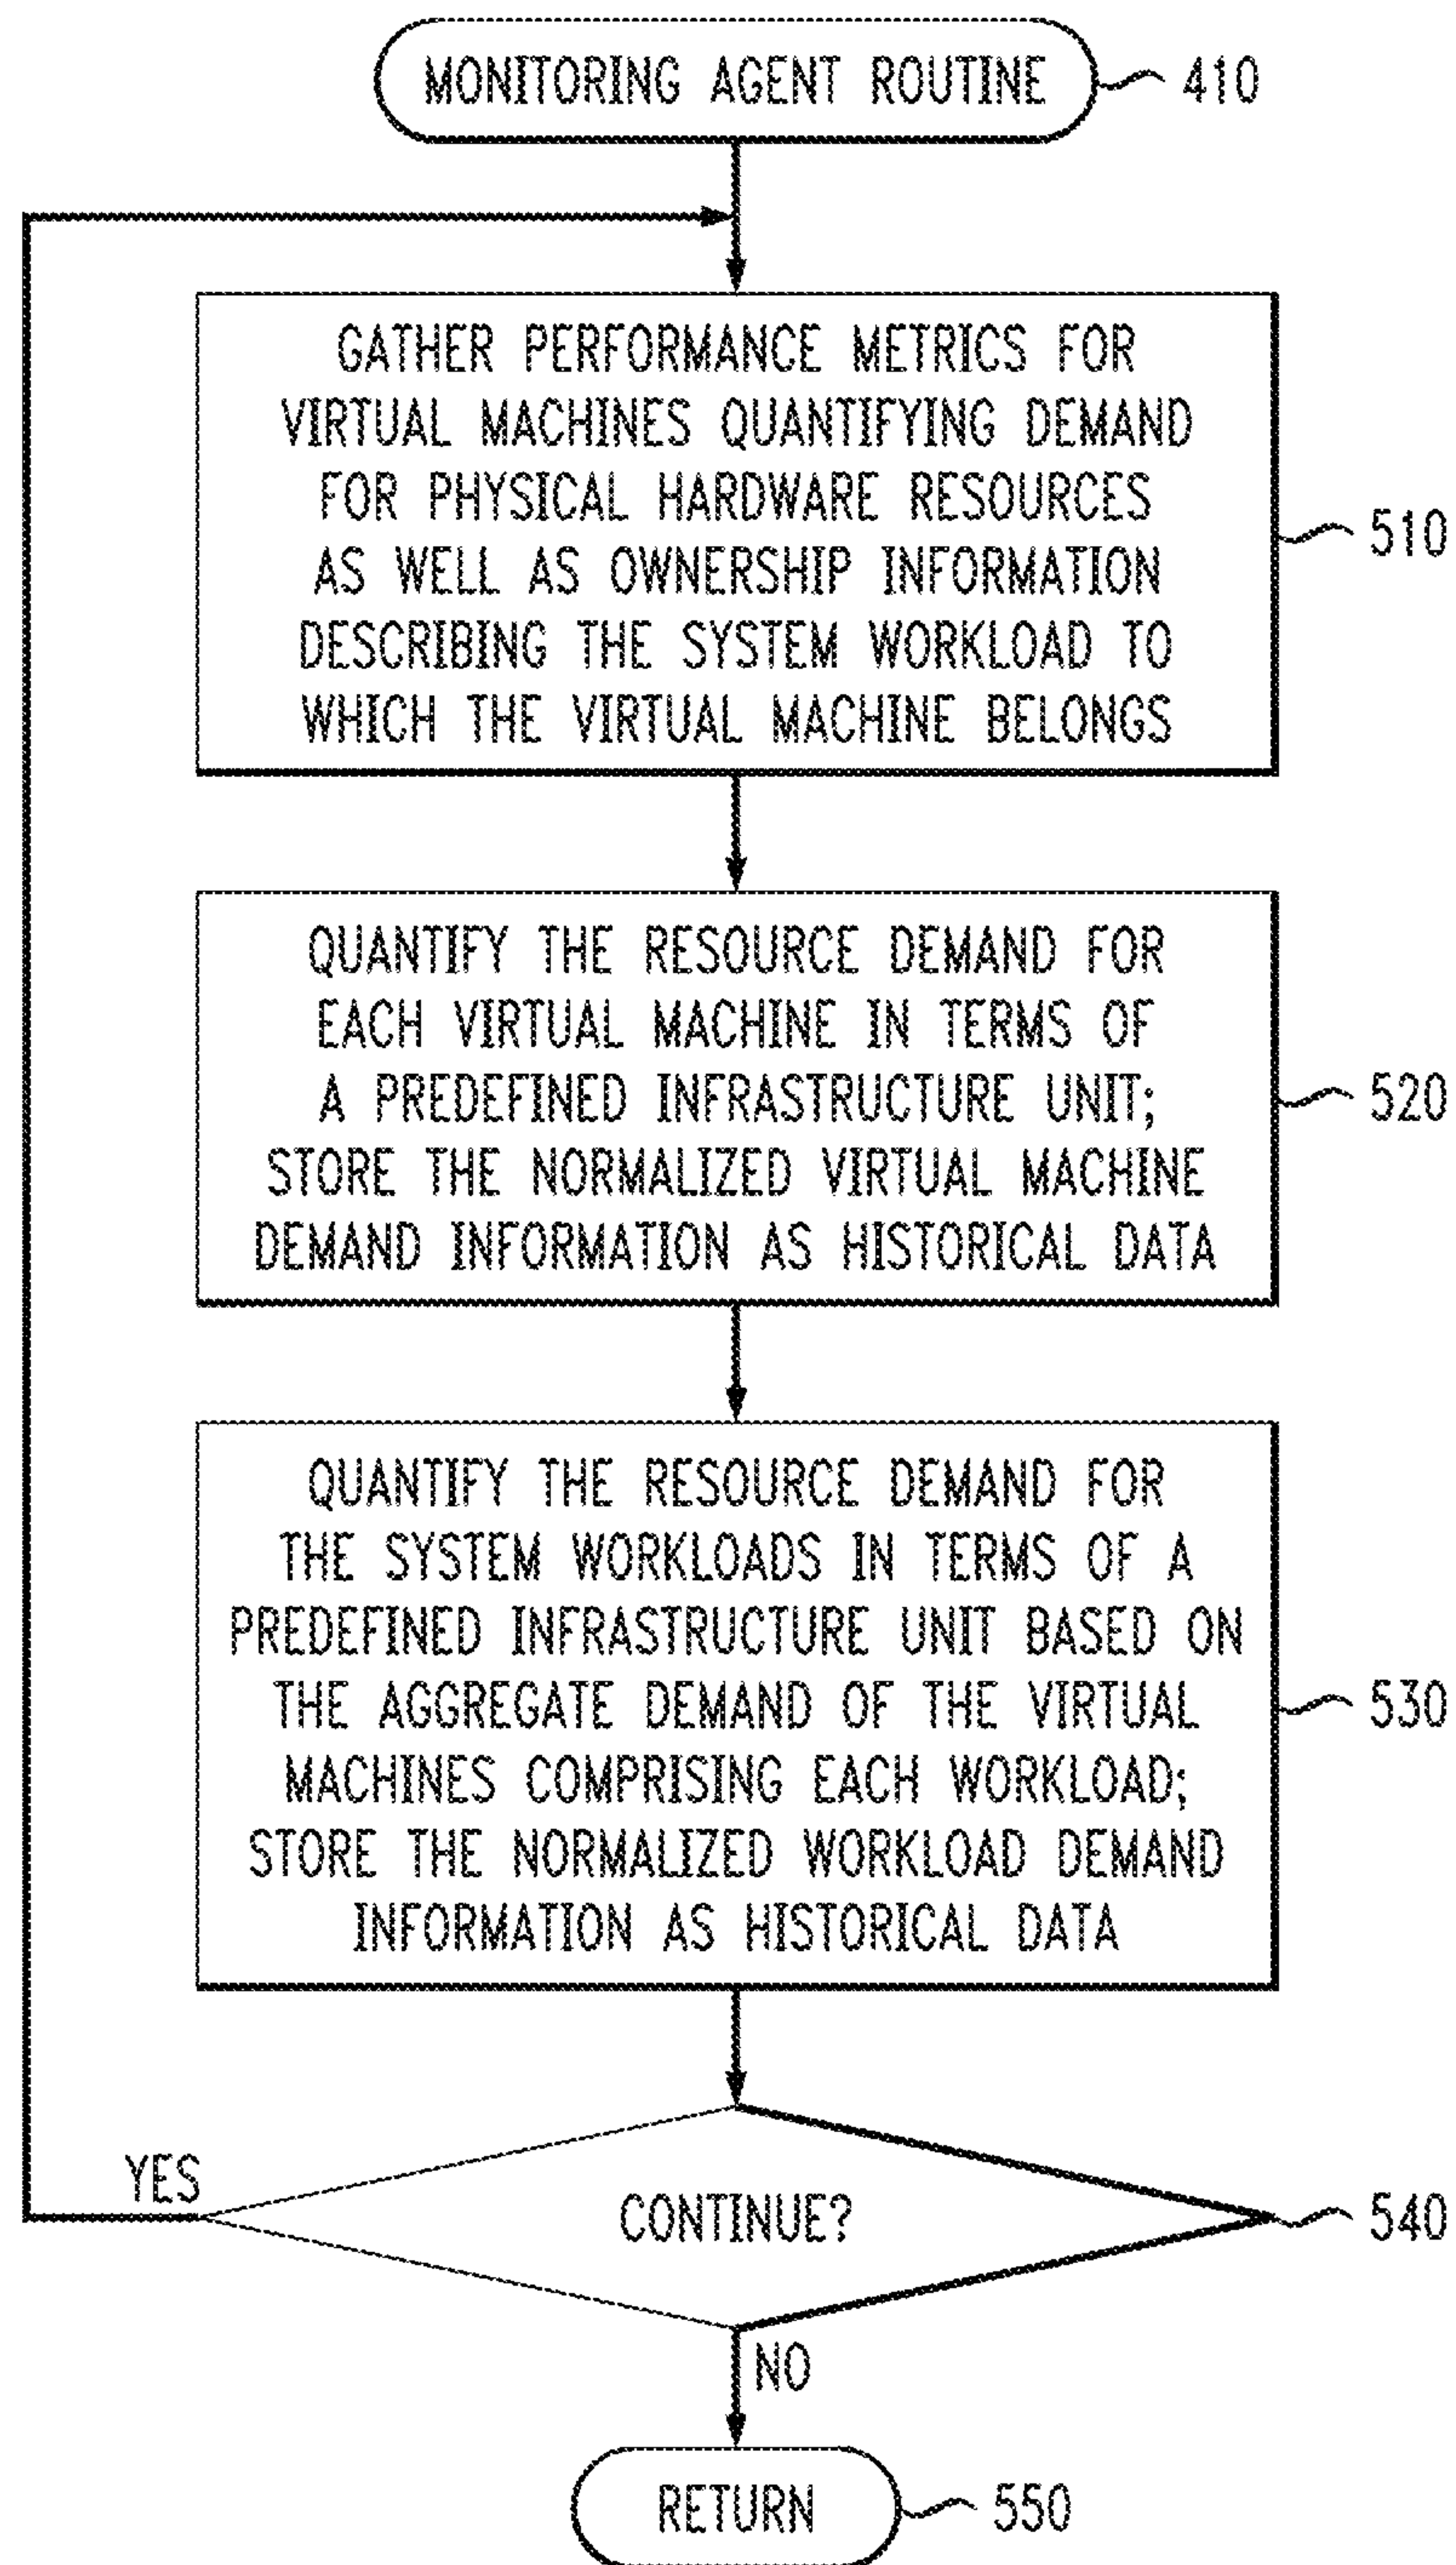 MONITORING AGENT ROUTINE
410
GATHER PERFORMANCE METRICS FOR
VIRTUAL MACHINES QUANTIFYING DEMAND
FOR PHYSICAL HARDWARE RESOURCES
AS WELL AS OWNERSHIP INFORMATION
DESCRIBING THE SYSTEM WORKLOAD TO
WHICH THE VIRTUAL MACHINE BELONGS
510
QUANTIFY THE RESOURCE DEMAND FOR
EACH VIRTUAL MACHINE IN TERMS OF
A PREDEFINED INFRASTRUCTURE UNIT;
STORE THE NORMALIZED VIRTUAL MACHINE
DEMAND INFORMATION AS HISTORICAL DATA
520
QUANTIFY THE RESOURCE DEMAND FOR
THE SYSTEM WORKLOADS IN TERMS OF A
PREDEFINED INFRASTRUCTURE UNIT BASED ON
THE AGGREGATE DEMAND OF THE VIRTUAL
MACHINES COMPRISING EACH WORKLOAD;
STORE THE NORMALIZED WORKLOAD DEMAND
INFORMATION AS HISTORICAL DATA
530
YES
CONTINUE?
540
NO
RETURN
550